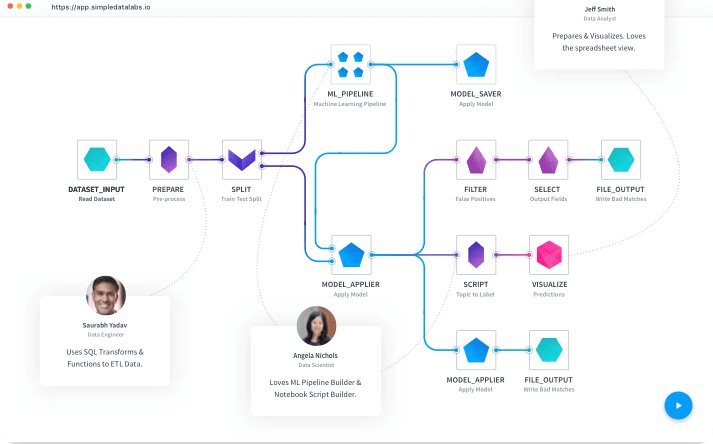 https://app.simpledatalabs.io
Jeff Smith
Data Analyst
Prepares & Visualizes. Loves
the spreadsheet view.
ML_PIPELINE
Machine Learning Pipeline
MODEL_SAVER
Apply Model
DATASET_INPUT
Read Dataset
PREPARE
Pre-process
SPLIT
Train Test Split
FILTER
False Positives
SELECT
Output Fields
FILE_OUTPUT
Write Bad Matches
MODEL_APPLIER
Apply Model
SCRIPT
Topic to Label
VISUALIZE
Predictions
Saurabh Yadav
Data Engineer
Uses SQL Transforms &
Functions to ETL Data.
Angela Nichols
Data Scientist
Loves ML Pipeline Builder &
Notebook Script Builder.
MODEL_APPLIER
Apply Model
FILE_OUTPUT
Write Bad Matches